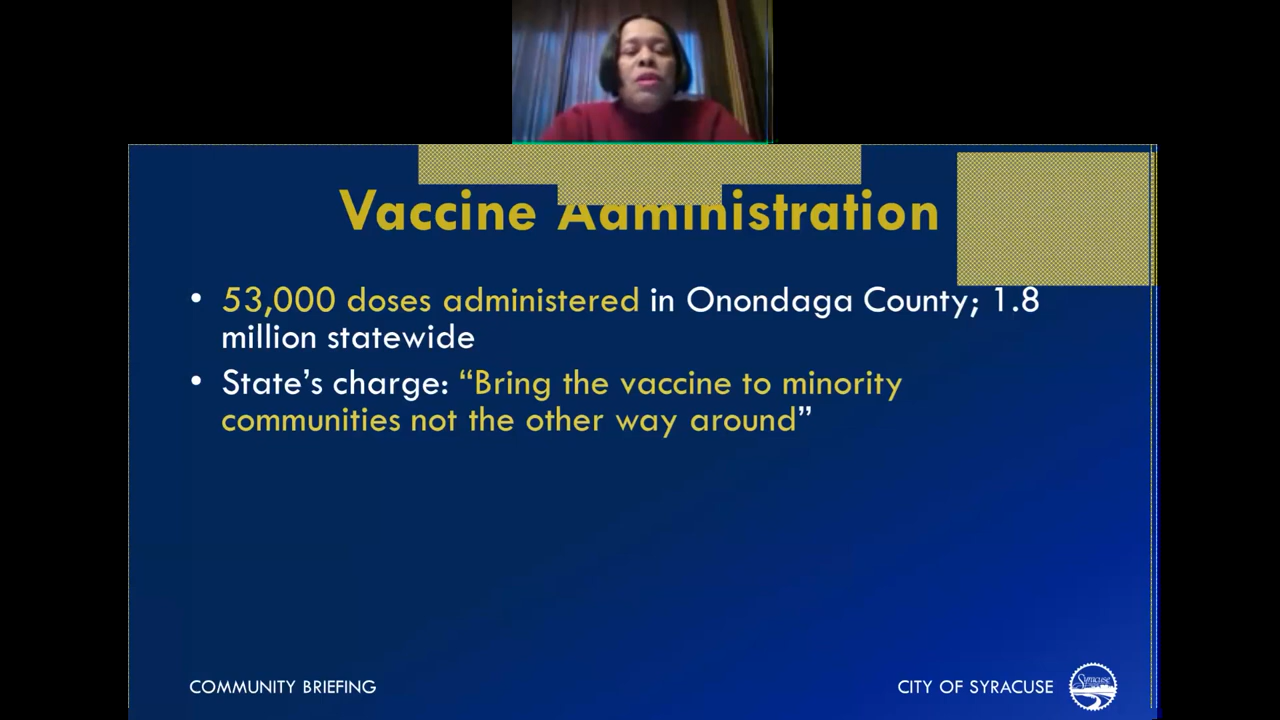 Vaccine Administration
• 53,000 doses administered in Onondaga County; 1.8
million statewide
• State’s charge: “Bring the vaccine to minority
communities not the other way around”
COMMUNITY BRIEFING
CITY OF SYRACUSE
Syracuse